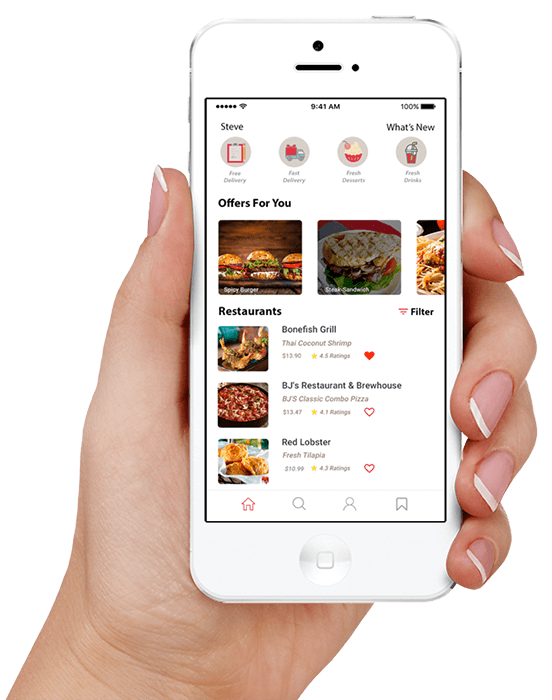 9:41 AM 100%
Steve What's New
Free Fast Fresh Fresh
Delivery Delivery Desserts Drinks
Offers For You
Spicy Burger Steak Sandwich
Restaurants Filter
Bonefish Grill
Thai Coconut Shrimp
$13.90 4.5 Ratings
BJ's Restaurant & Brewhouse
BJ'S Classic Combo Pizza
$13.47 4.1 Ratings
Red Lobster
Fresh Tilapia
$10.99 4.3 Ratings